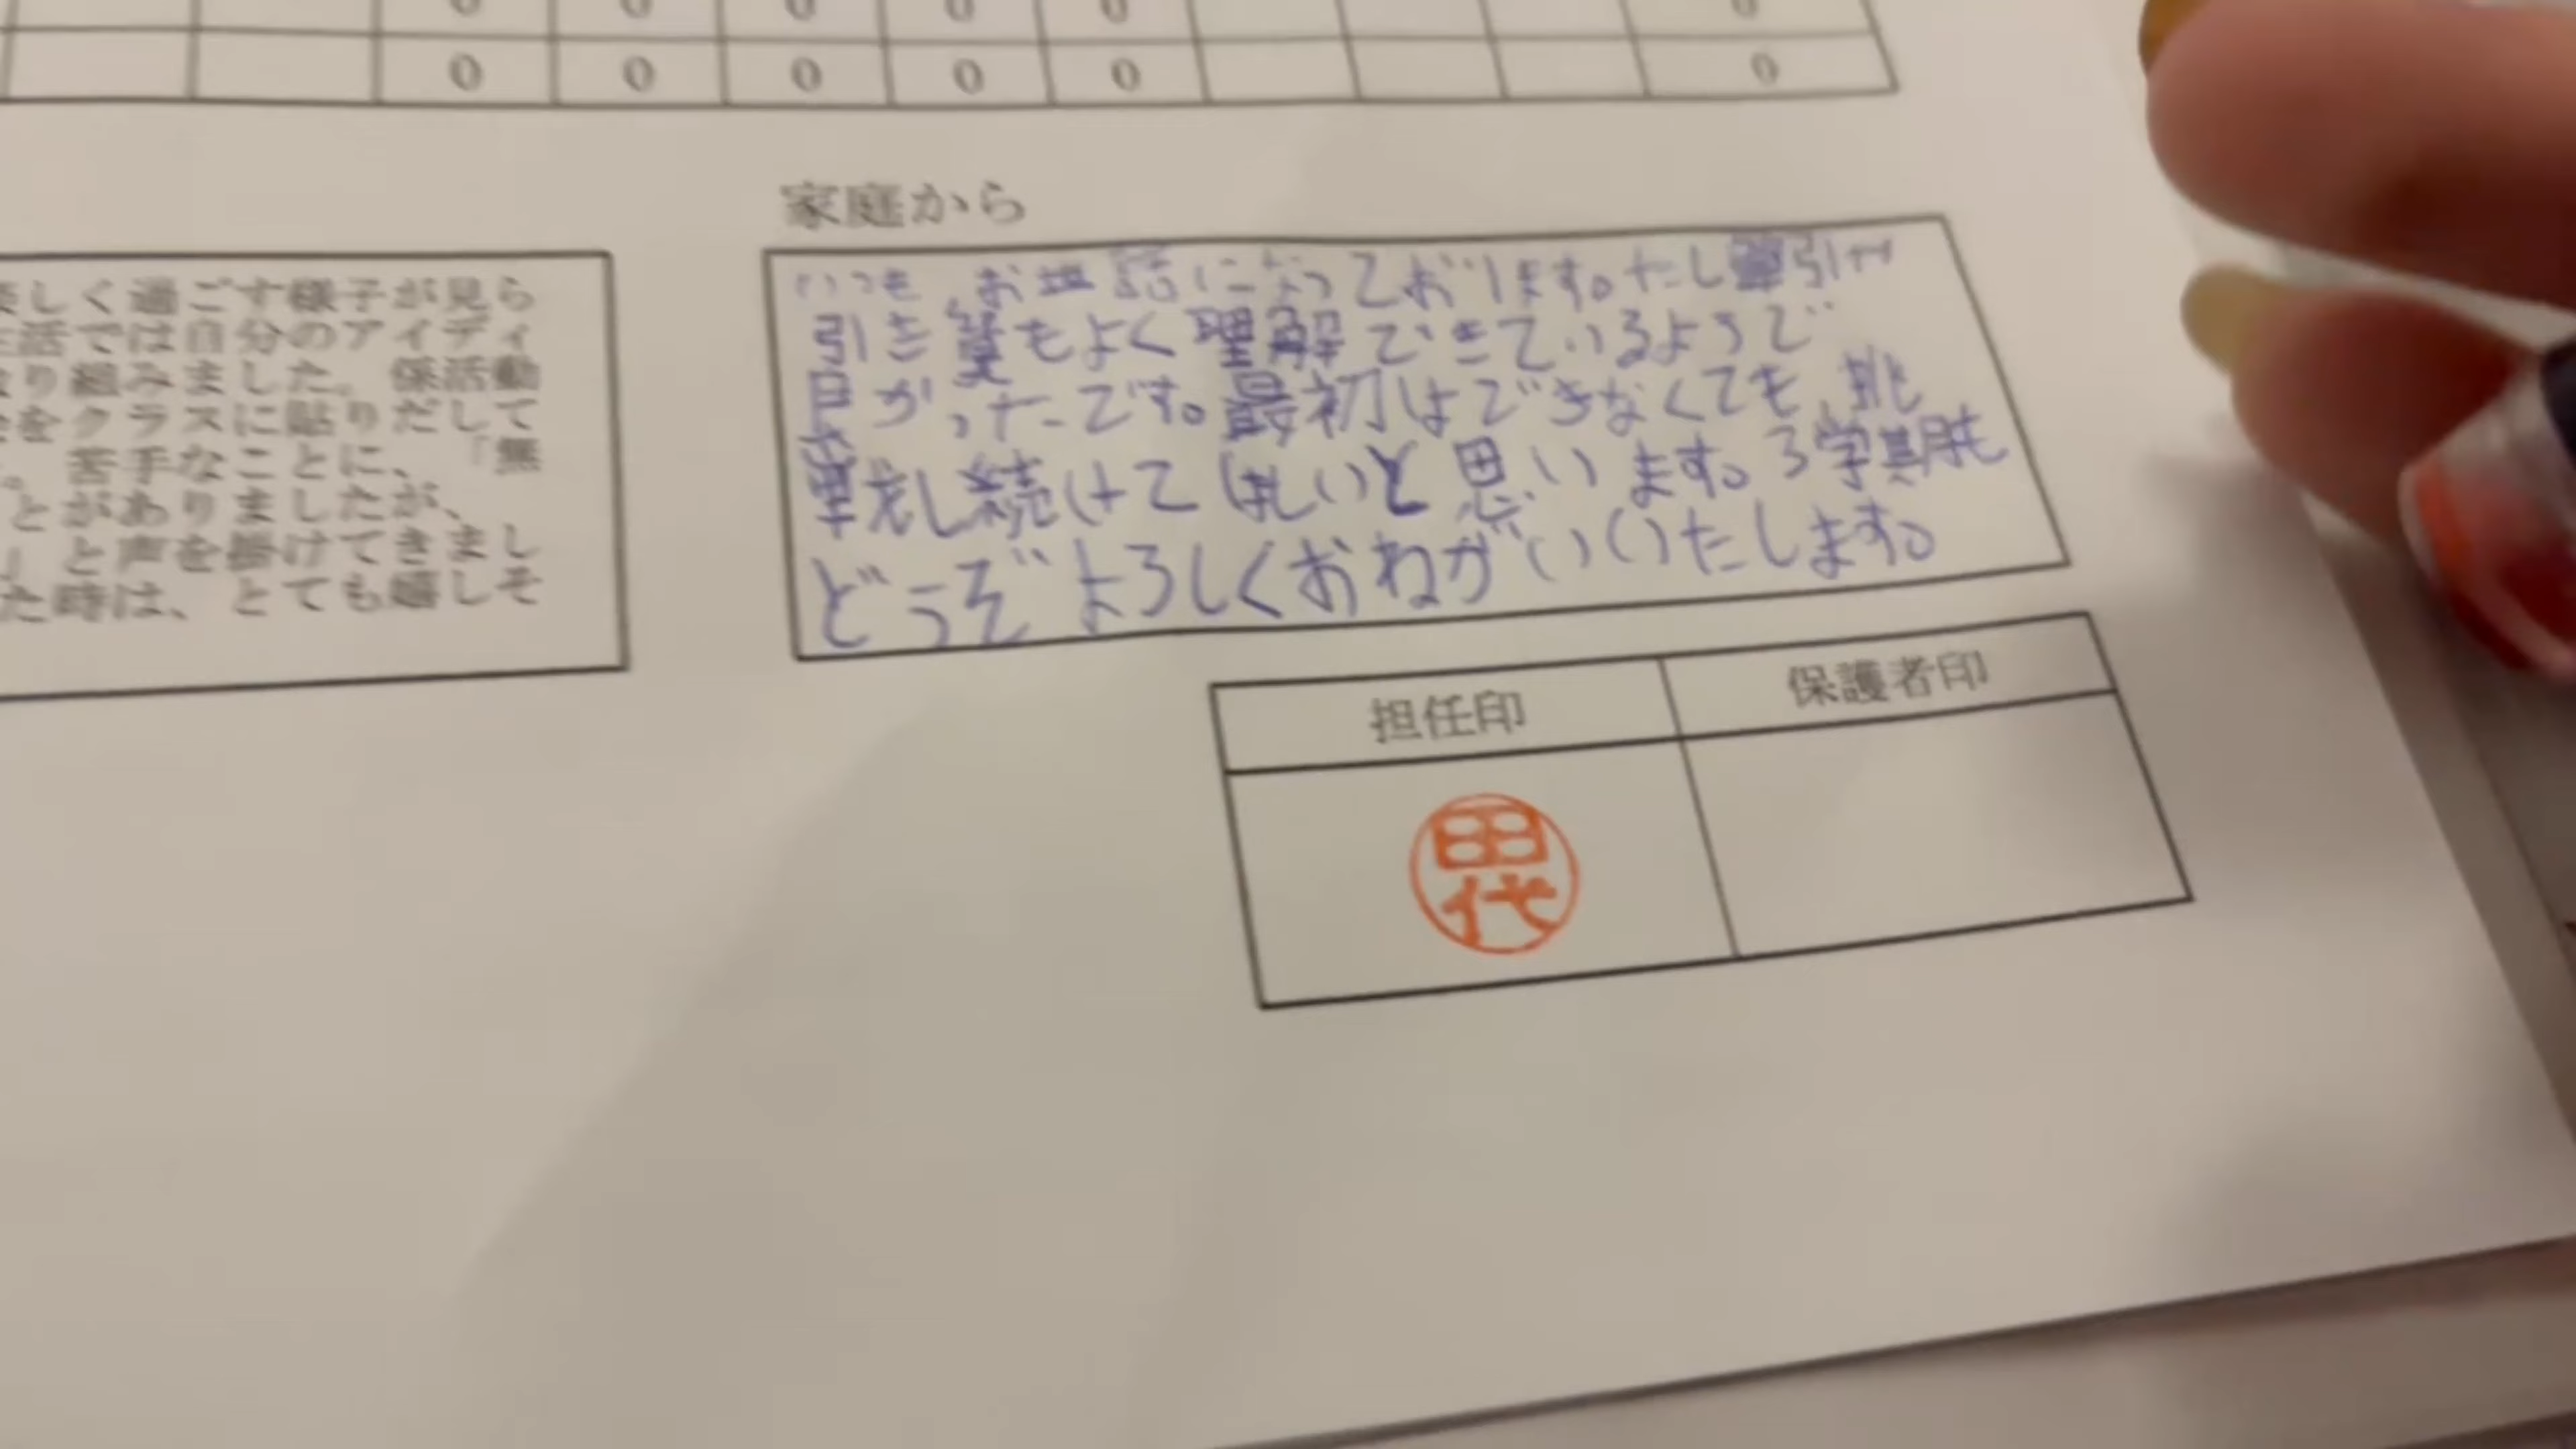 0 0 0 0 0 0
0 0 0 0 0 0
しく過ごす様子が見ら
生活では自分のアイディ
り組みました。係活動
をクラスに貼りだして
。苦手なことに、「無
とがありましたが、
」と声を掛けてきまし
た時は、とても嬉しそ
家庭から
いつも、お世話になっております。たし引や
引き算もよく理解できているようで
良かったです。最初はできなくても、挑
戦し続けてほしいと思います。3学期も
どうぞよろしくおねがいいたします。
担任印 保護者印
田代